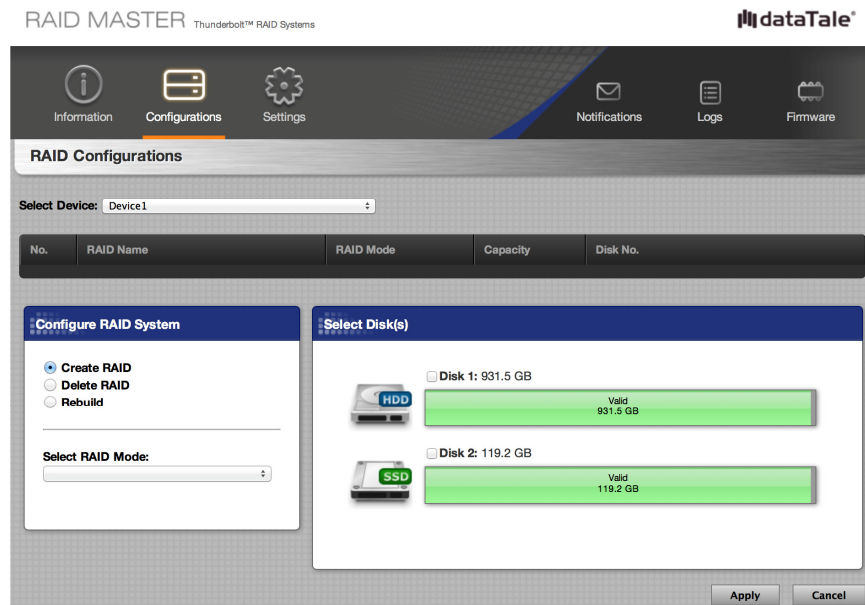 RAID MASTER Thunderbolt™ RAID Systems
dataTale®
Information Configurations Settings Notifications Logs Firmware
RAID Configurations
Select Device: Device1
No. RAID Name RAID Mode Capacity Disk No.
Configure RAID System
Create RAID
Delete RAID
Rebuild
Select RAID Mode:
Select Disk(s)
Disk 1: 931.5 GB
HDD
Valid
931.5 GB
Disk 2: 119.2 GB
SSD
Valid
119.2 GB
Apply Cancel